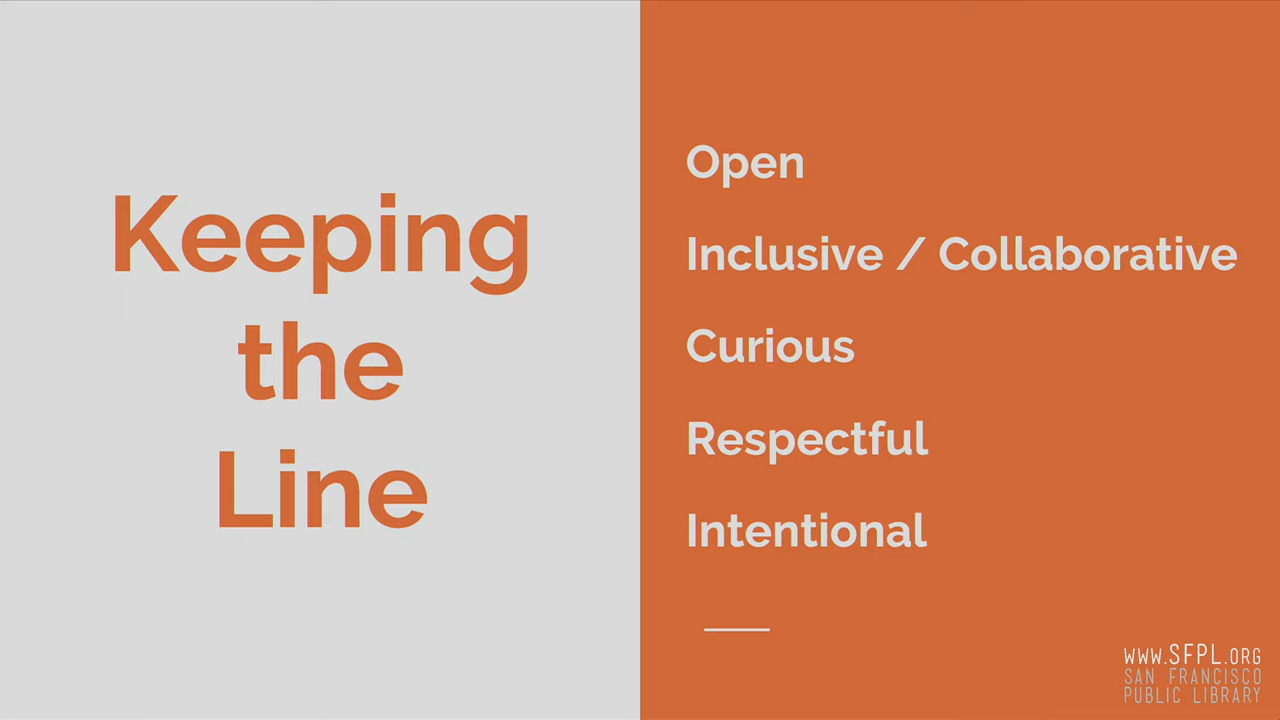 Keeping
the
Line
Open
Inclusive / Collaborative
Curious
Respectful
Intentional
WWW.SFPL.ORG
SAN FRANCISCO
PUBLIC LIBRARY